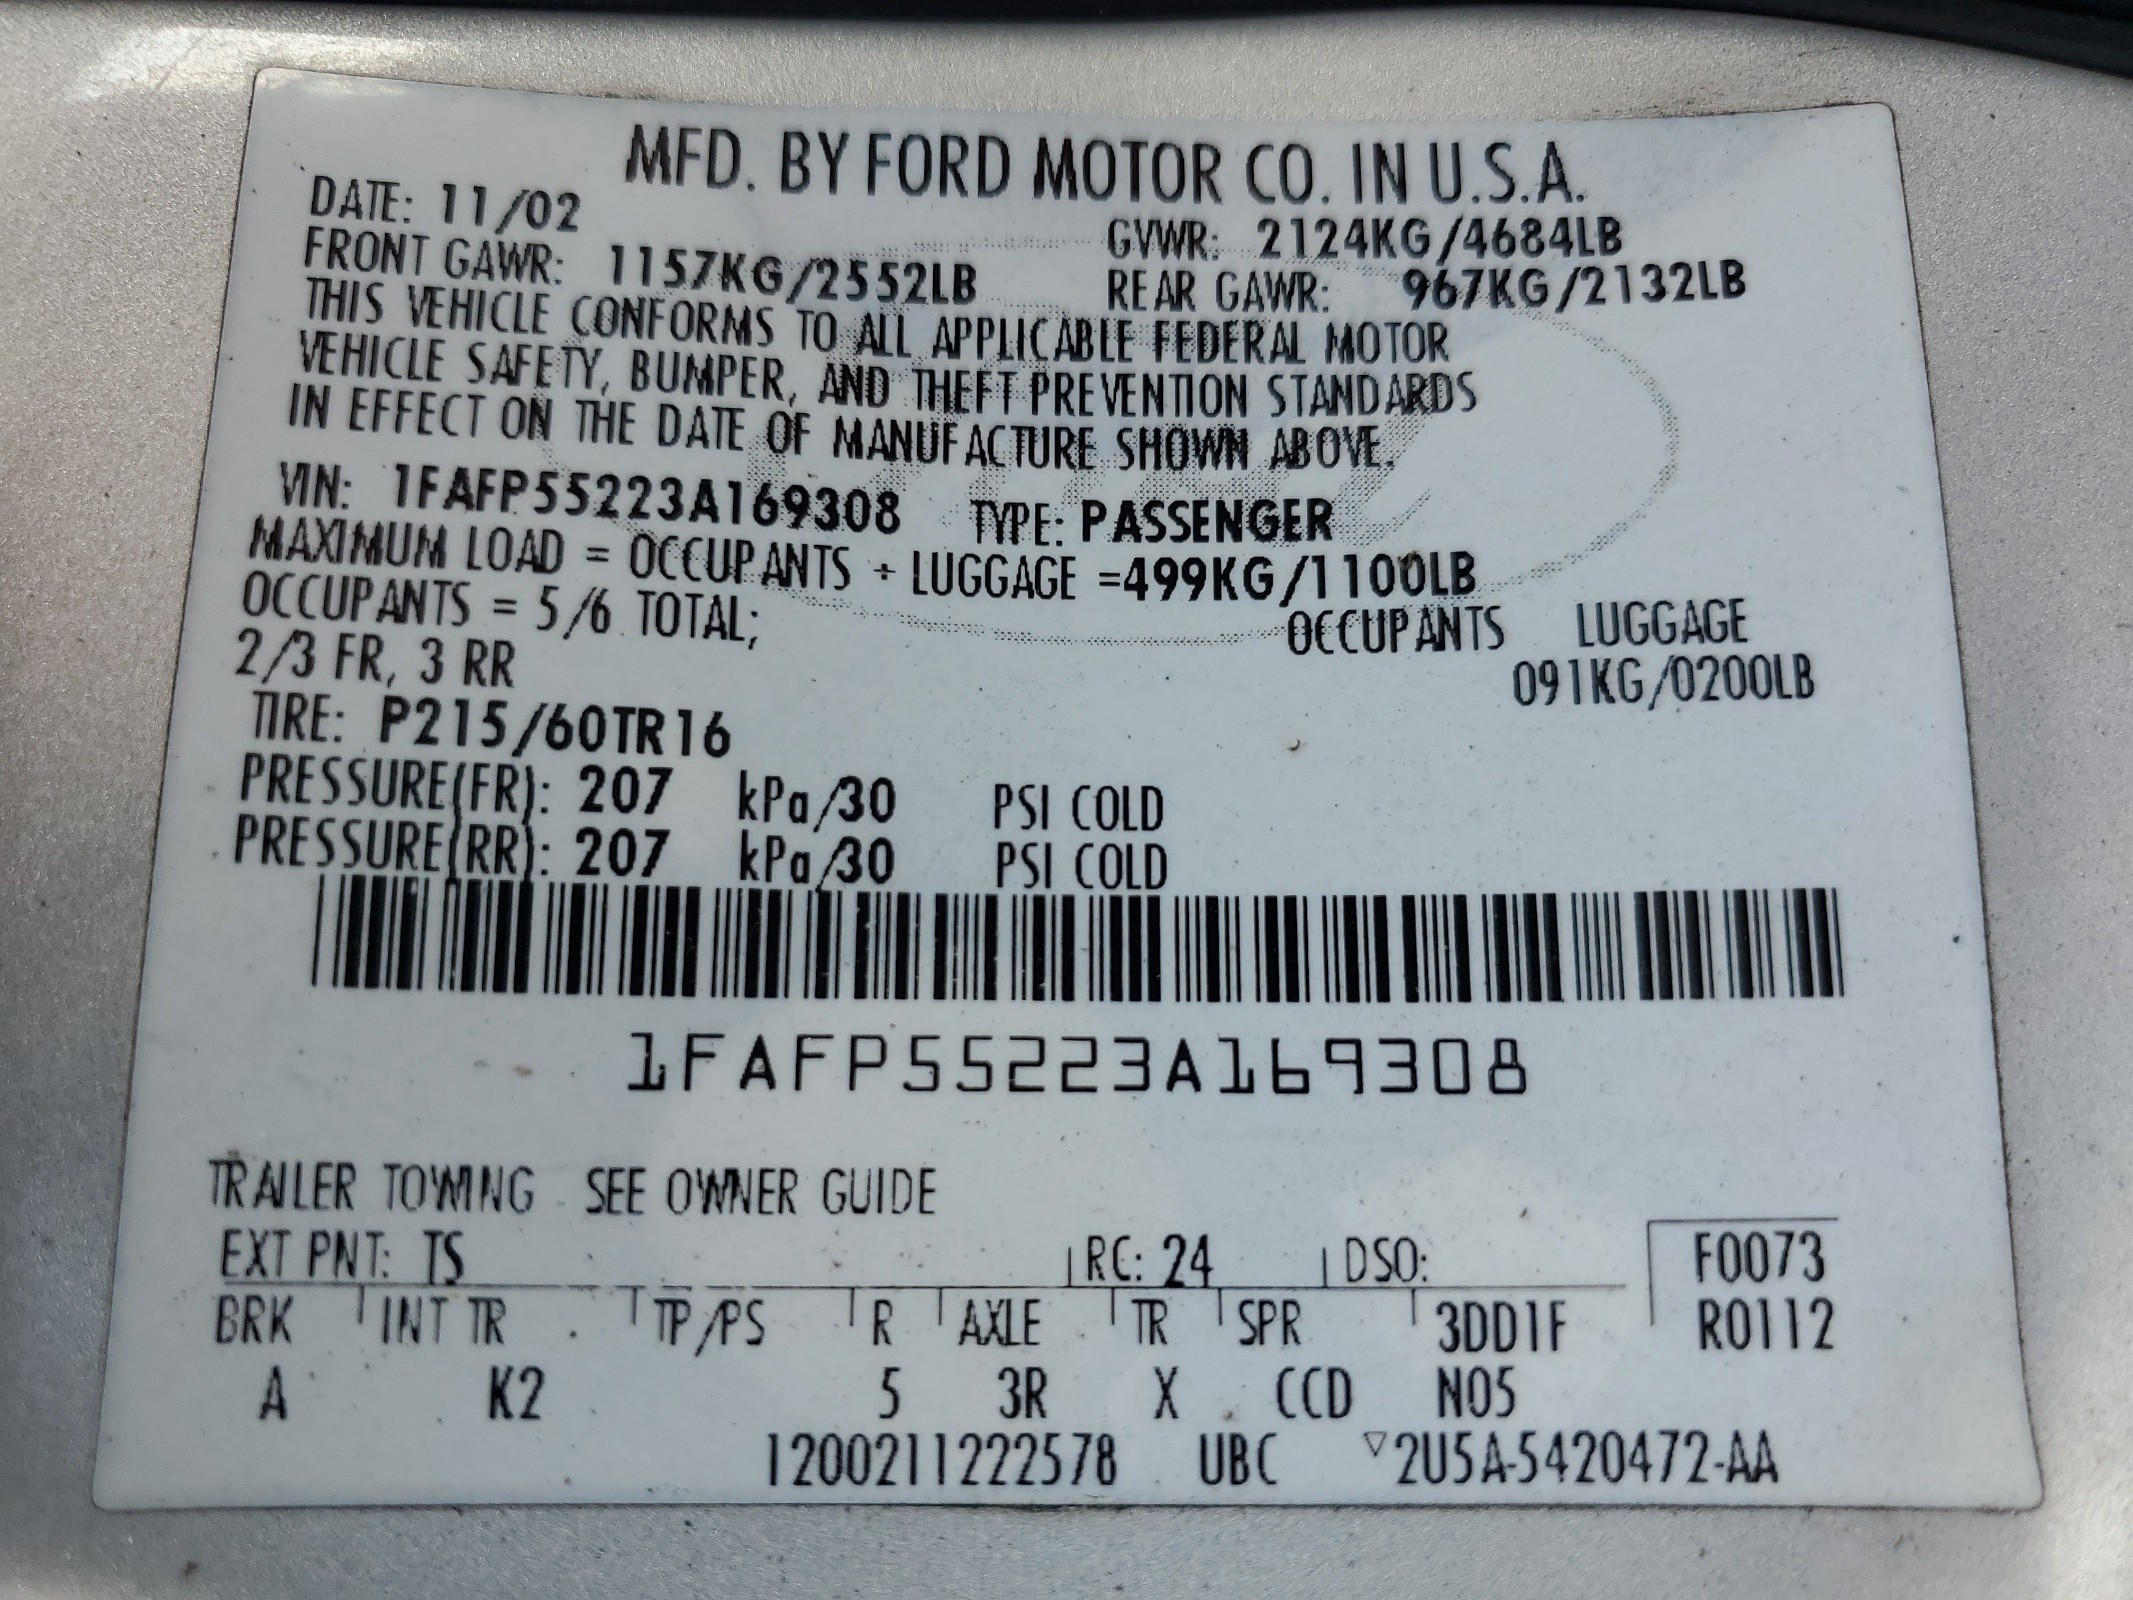 MFD. BY FORD MOTOR CO. IN U.S.A.
DATE: 11/02 GVWR: 2124KG/4684LB
FRONT GAWR: 1157KG/2552LB REAR GAWR: 967KG/2132LB
THIS VEHICLE CONFORMS TO ALL APPLICABLE FEDERAL MOTOR
VEHICLE SAFETY, BUMPER, AND THEFT PREVENTION STANDARDS
IN EFFECT ON THE DATE OF MANUFACTURE SHOWN ABOVE.
VIN: 1FAFP55223A169308 TYPE: PASSENGER
MAXIMUM LOAD = OCCUPANTS + LUGGAGE =499KG/1100LB
OCCUPANTS = 5/6 TOTAL; OCCUPANTS LUGGAGE
2/3 FR, 3 RR 091KG/0200LB
TIRE: P215/60TR16
PRESSURE(FR): 207 kPa/30 PSI COLD
PRESSURE(RR): 207 kPa/30 PSI COLD
1FAFP55223A169308
TRAILER TOWING SEE OWNER GUIDE
EXT PNT: TS RC: 24 DSO: F0073
BRK INT TR TP/PS R AXLE TR SPR 3DD1F R0112
A K2 5 3R X CCD N05
1200211222578 UBC ▽2U5A-5420472-AA